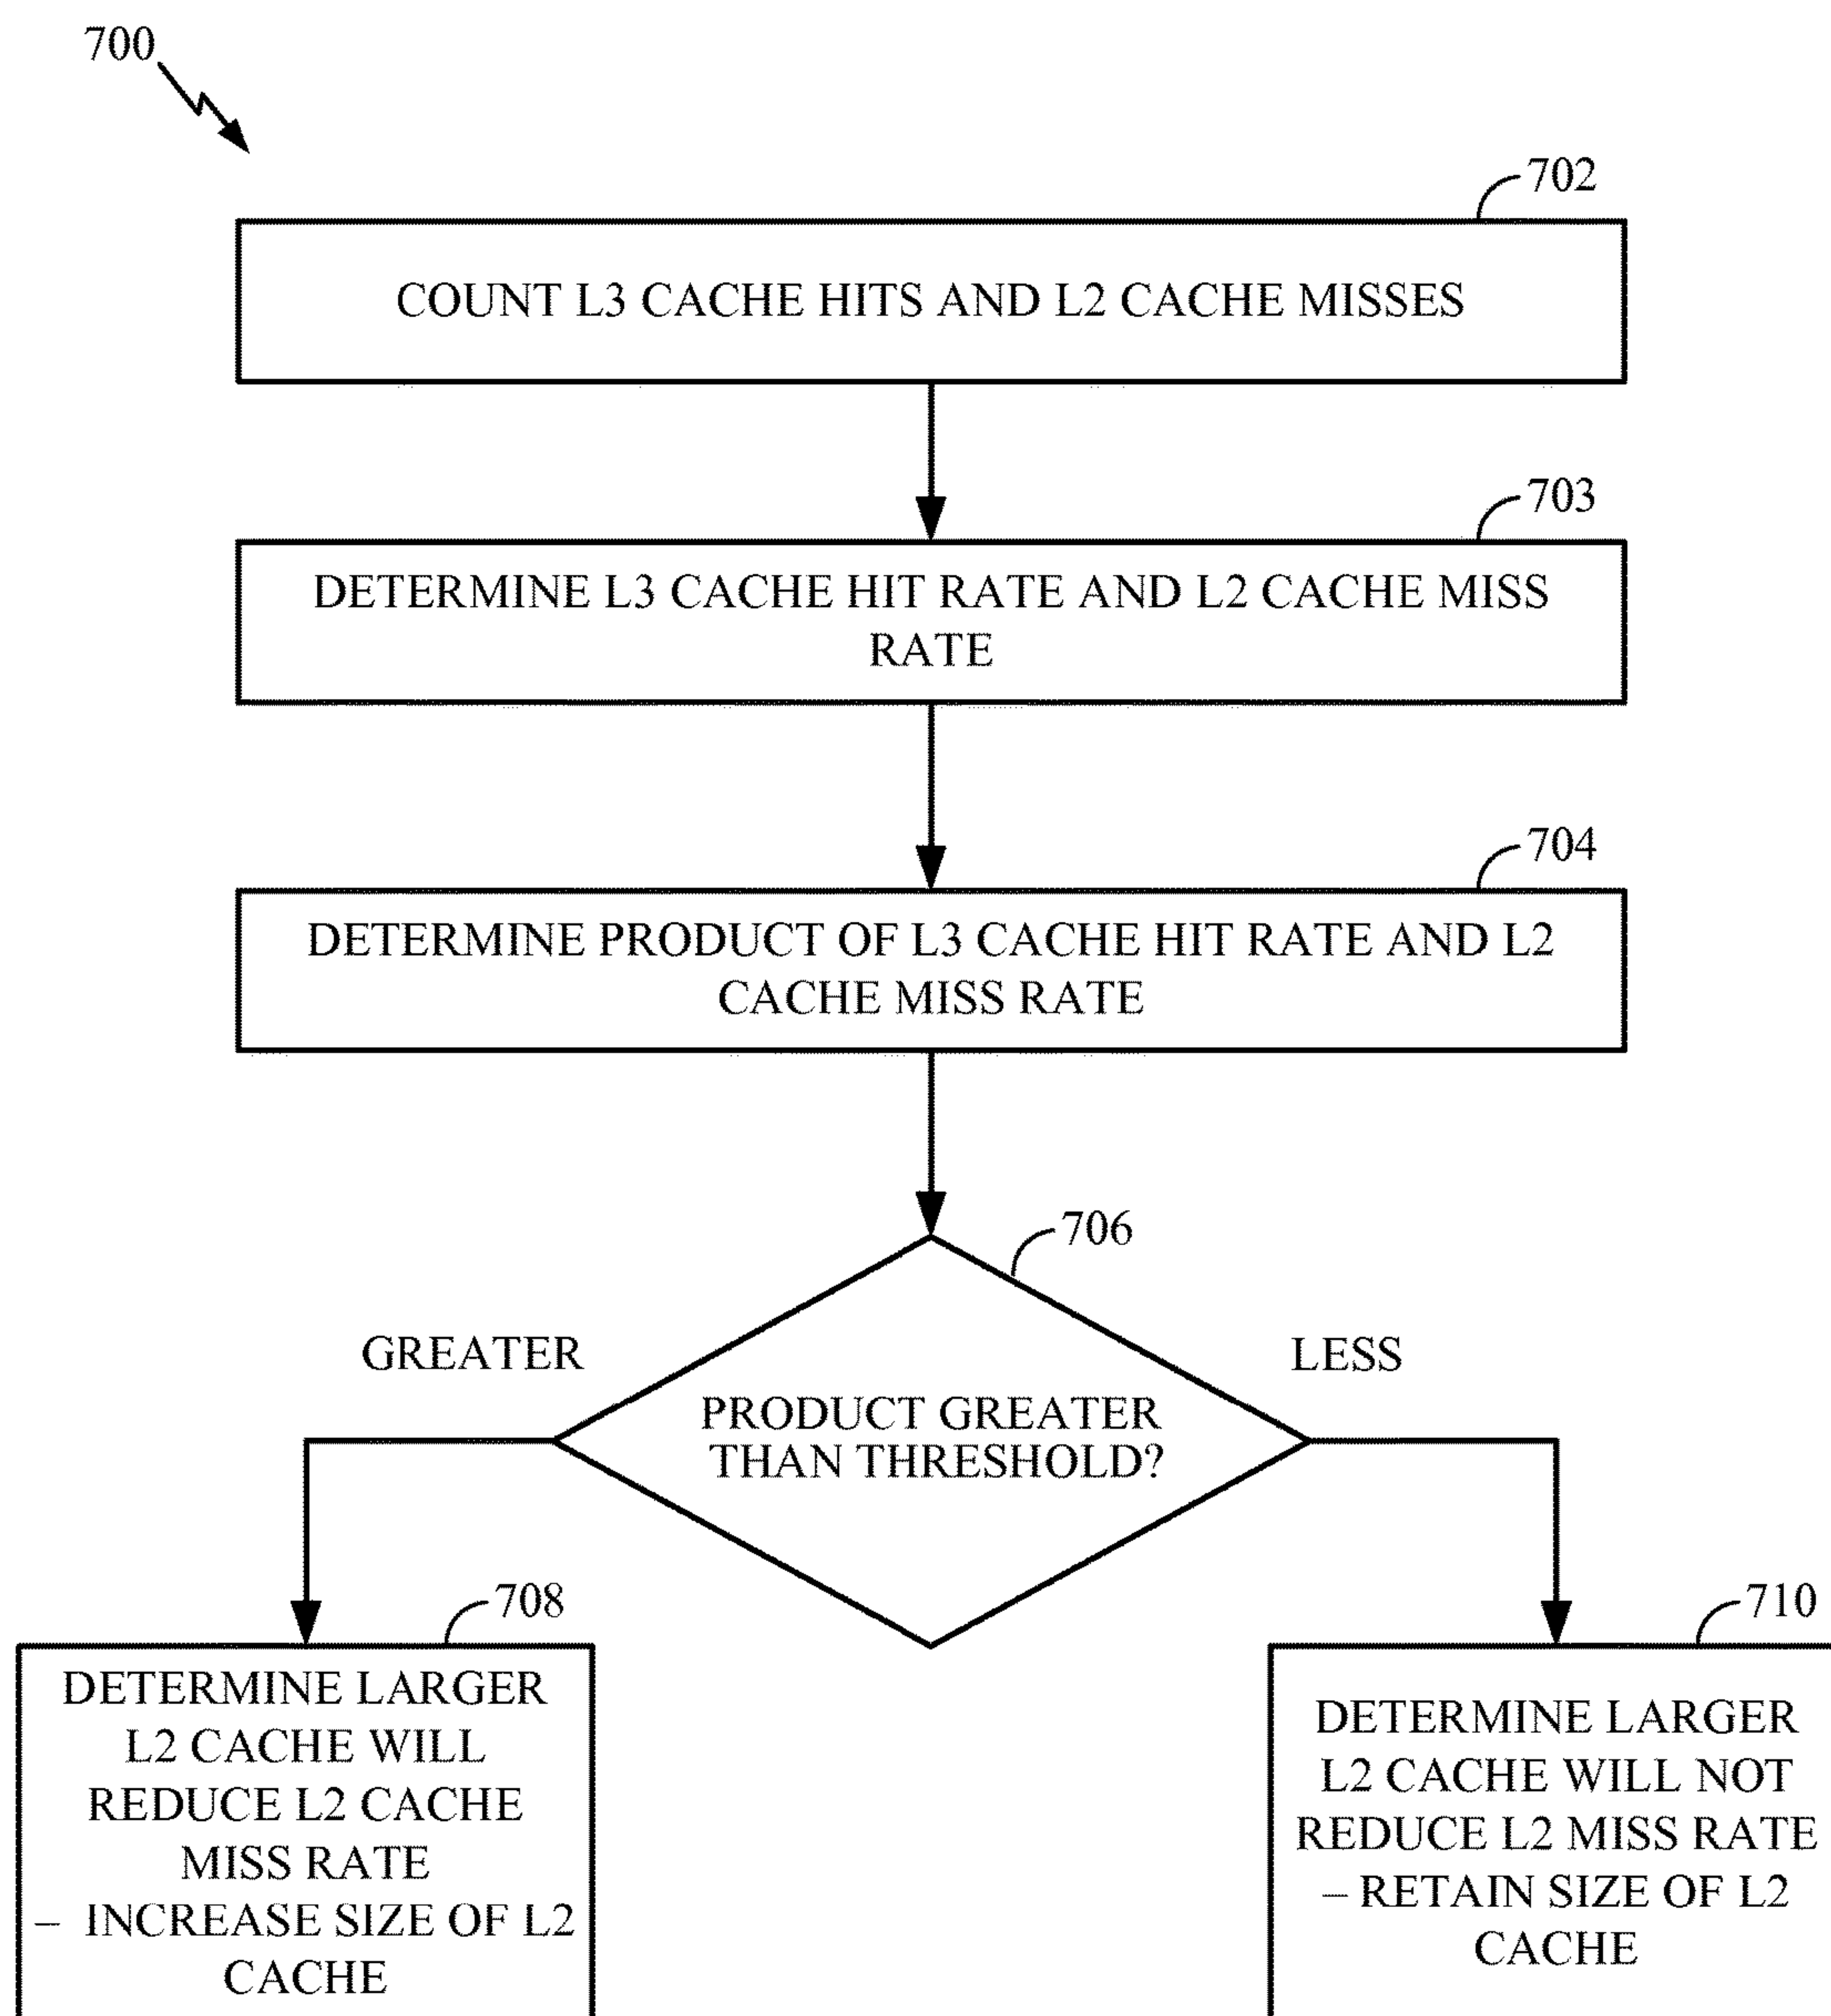 700
702
COUNT L3 CACHE HITS AND L2 CACHE MISSES
703
DETERMINE L3 CACHE HIT RATE AND L2 CACHE MISS
RATE
704
DETERMINE PRODUCT OF L3 CACHE HIT RATE AND L2
CACHE MISS RATE
706
GREATER
LESS
PRODUCT GREATER
THAN THRESHOLD?
708
DETERMINE LARGER
L2 CACHE WILL
REDUCE L2 CACHE
MISS RATE
– INCREASE SIZE OF L2
CACHE
710
DETERMINE LARGER
L2 CACHE WILL NOT
REDUCE L2 MISS RATE
– RETAIN SIZE OF L2
CACHE